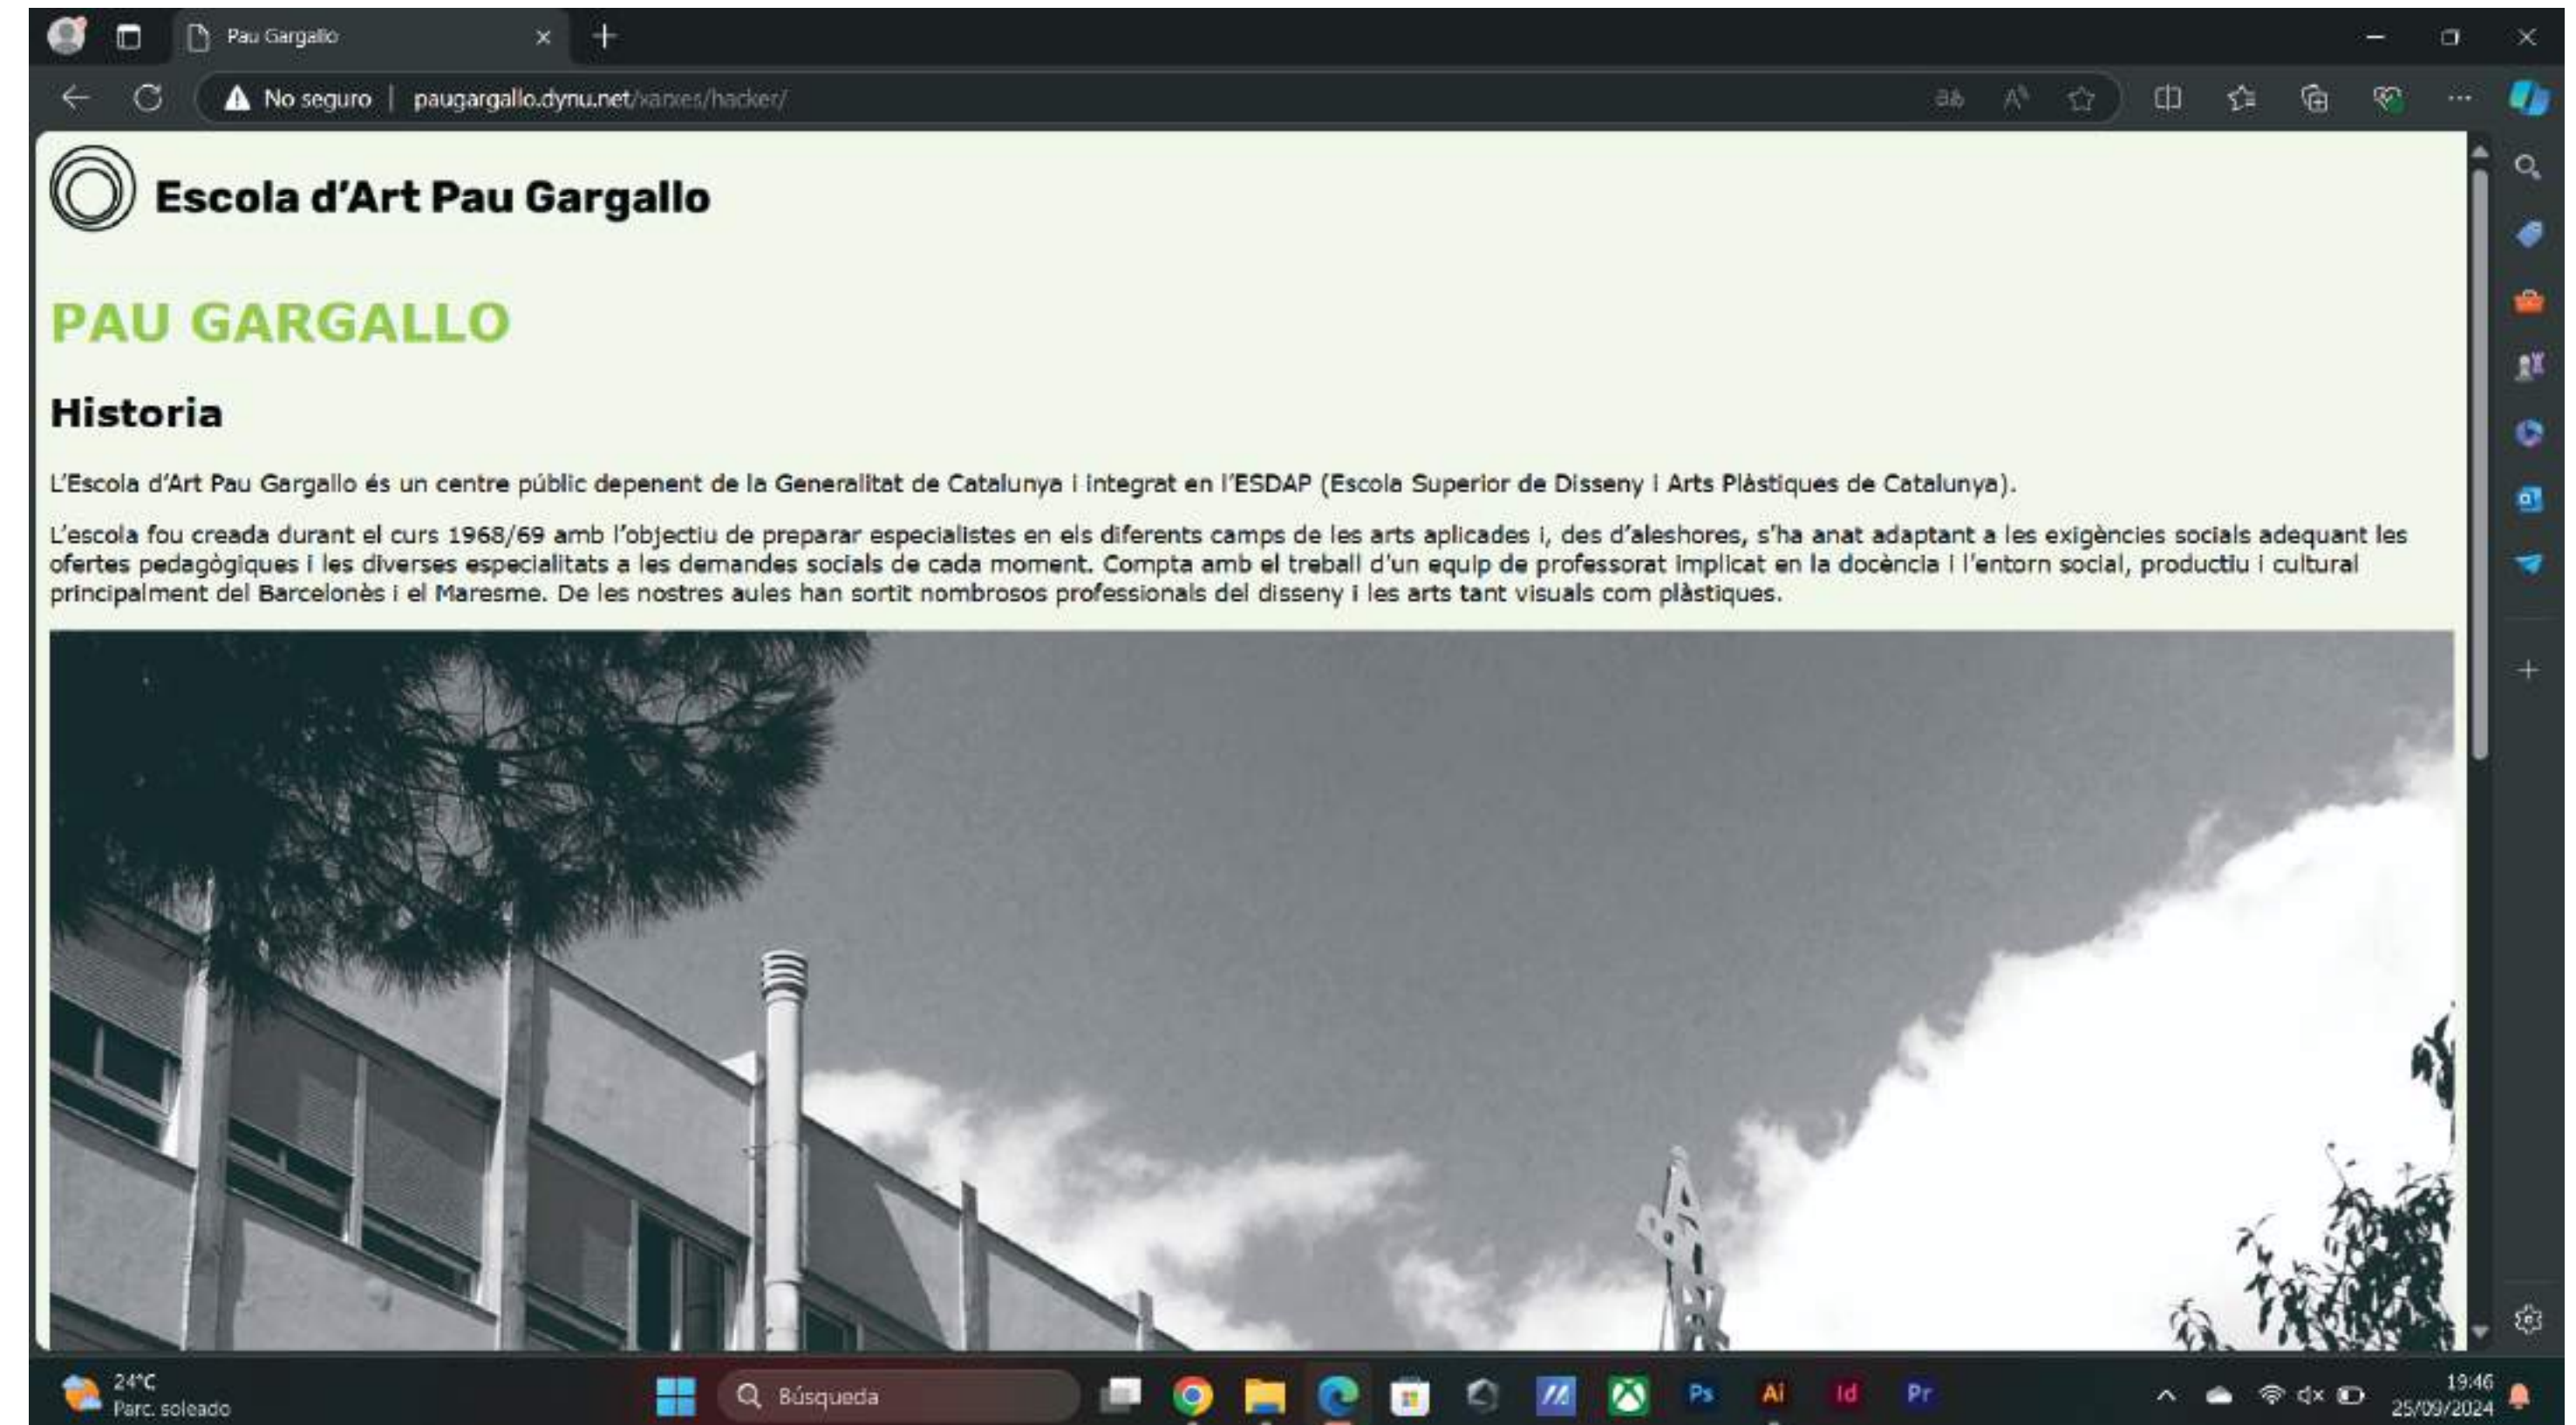 Pau Gargallo
No seguro | paugargallo.dynu.net/xarxes/hacker/
Escola d'Art Pau Gargallo
PAU GARGALLO
Historia
L'Escola d'Art Pau Gargallo és un centre públic depenent de la Generalitat de Catalunya i integrat en l'ESDAP (Escola Superior de Disseny i Arts Plàstiques de Catalunya).
L'escola fou creada durant el curs 1968/69 amb l'objectiu de preparar especialistes en els diferents camps de les arts aplicades i, des d'aleshores, s'ha anat adaptant a les exigències socials adequant les
ofertes pedagògiques i les diverses especialitats a les demandes socials de cada moment. Compta amb el treball d'un equip de professorat implicat en la docència i l'entorn social, productiu i cultural
principalment del Barcelonès i el Maresme. De les nostres aules han sortit nombrosos professionals del disseny i les arts tant visuals com plàstiques.
24°C
Parc. soleado
Búsqueda
Ps
Ai
Id
Pr
19:46
25/09/2024